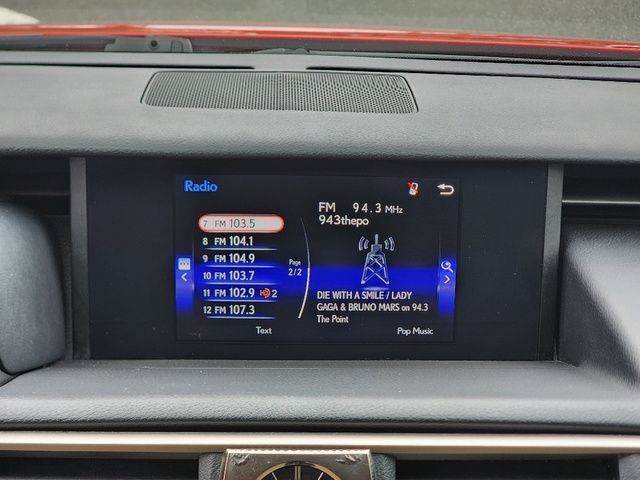 Radio
7 FM 103.5
8 FM 104.1
9 FM 104.9
10 FM 103.7
11 FM 102.9 HD 2
12 FM 107.3
Page
2/2
Text
FM 94.3 MHz
943thepo
DIE WITH A SMILE / LADY
GAGA & BRUNO MARS on 94.3
The Point
Pop Music